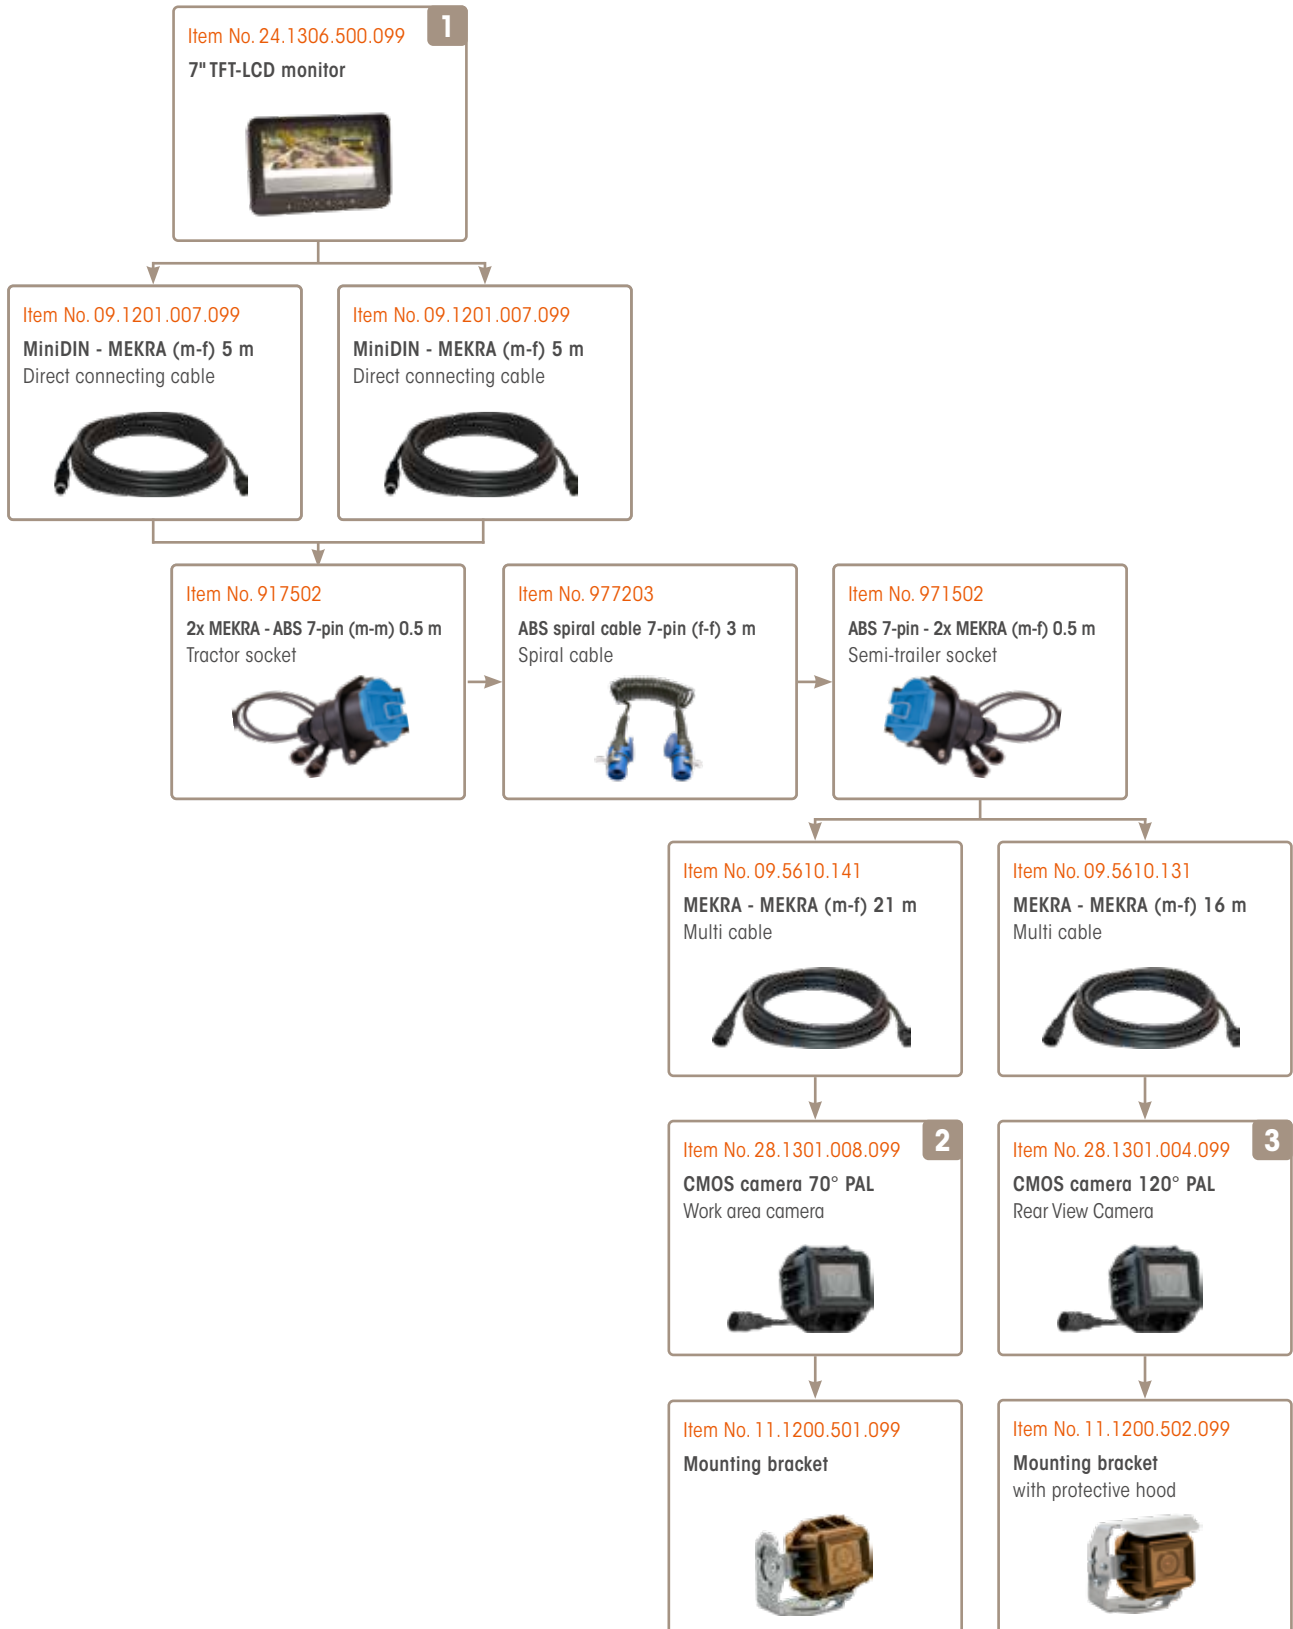 Item No. 24.1306.500.099
1
7" TFT-LCD monitor
Item No. 09.1201.007.099
MiniDIN - MEKRA (m-f) 5 m
Direct connecting cable
Item No. 09.1201.007.099
MiniDIN - MEKRA (m-f) 5 m
Direct connecting cable
Item No. 917502
2x MEKRA - ABS 7-pin (m-m) 0.5 m
Tractor socket
Item No. 977203
ABS spiral cable 7-pin (f-f) 3 m
Spiral cable
Item No. 971502
ABS 7-pin - 2x MEKRA (m-f) 0.5 m
Semi-trailer socket
Item No. 09.5610.141
MEKRA - MEKRA (m-f) 21 m
Multi cable
Item No. 09.5610.131
MEKRA - MEKRA (m-f) 16 m
Multi cable
Item No. 28.1301.008.099
2
CMOS camera 70° PAL
Work area camera
Item No. 28.1301.004.099
3
CMOS camera 120° PAL
Rear View Camera
Item No. 11.1200.501.099
Mounting bracket
Item No. 11.1200.502.099
Mounting bracket
with protective hood